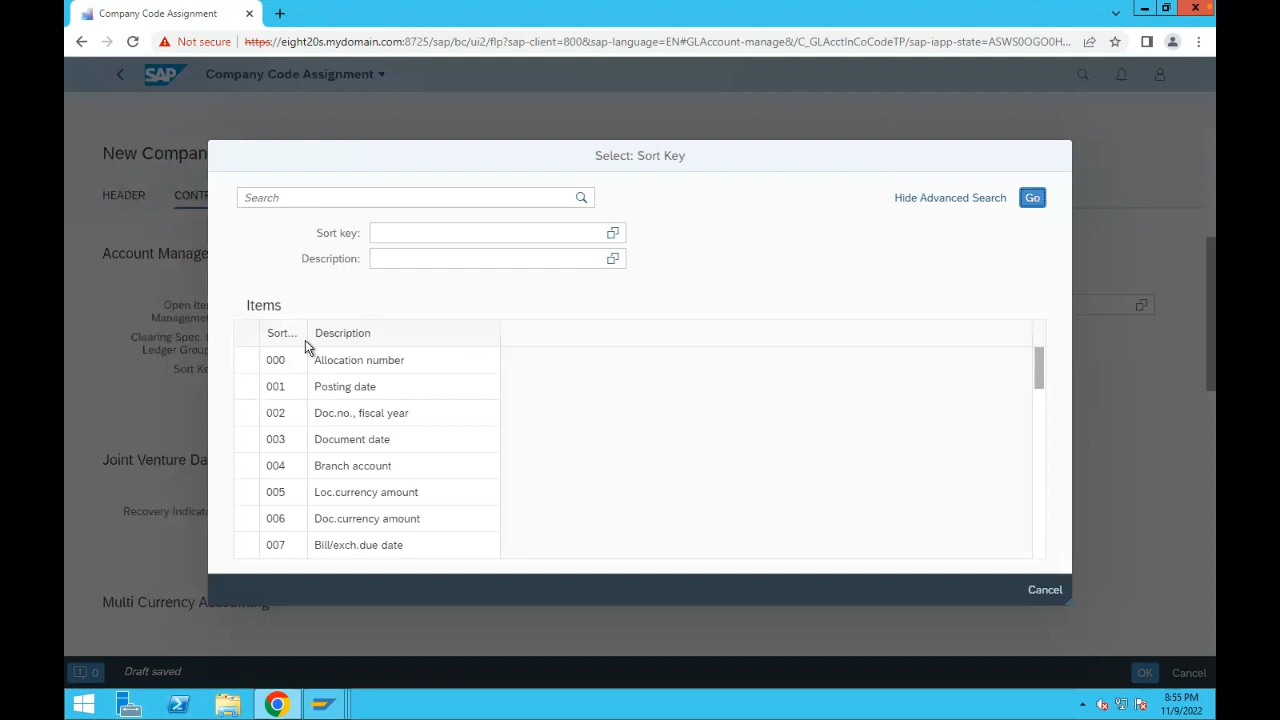 Company Code Assignment
Not secure https://eight20s.mydomain.com:8725/sap/bc/ui2/flp?sap-client=800&sap-language=EN#GLAccount-manage&/C_GLAcctInCoCodeTP/sap-iapp-state=ASWS0OGO0H...
SAP Company Code Assignment
New Compan
HEADER CONT
Select: Sort Key
Search
Hide Advanced Search Go
Sort key:
Description:
Account Manage
Open Ite
Management
Clearing Spec.
Ledger Group
Sort K
Items
Sort... Description
000 Allocation number
001 Posting date
002 Doc.no., fiscal year
003 Document date
004 Branch account
005 Loc.currency amount
006 Doc.currency amount
007 Bill/exch.due date
Joint Venture Da
Recovery Indicat
Cancel
Multi Currency Accounting
0 Draft saved
OK Cancel
8:55 PM
11/9/2022